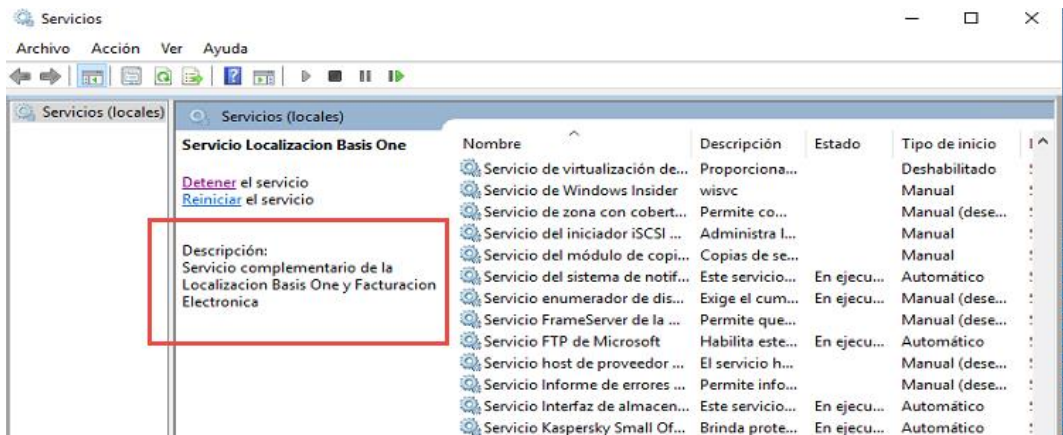 Servicios
Archivo Acción Ver Ayuda
Servicios (locales)
Servicios (locales)
Servicio Localizacion Basis One
Detener el servicio
Reiniciar el servicio
Descripción:
Servicio complementario de la
Localizacion Basis One y Facturacion
Electronica
Nombre Descripción Estado Tipo de inicio
Servicio de virtualización de... Proporciona... Deshabilitado
Servicio de Windows Insider wisvc Manual
Servicio de zona con cobert... Permite co... Manual (dese...
Servicio del iniciador iSCSI ... Administra l... Manual
Servicio del módulo de copi... Copias de se... Manual
Servicio del sistema de notif... Este servicio... En ejecu... Automático
Servicio enumerador de dis... Exige el cum... En ejecu... Manual (dese...
Servicio FrameServer de la ... Permite que... Manual (dese...
Servicio FTP de Microsoft Habilita este... En ejecu... Automático
Servicio host de proveedor ... El servicio h... Manual (dese...
Servicio Informe de errores ... Permite info... Manual (dese...
Servicio Interfaz de almacen... Este servicio... En ejecu... Automático
Servicio Kaspersky Small Of... Brinda prote... En ejecu... Automático